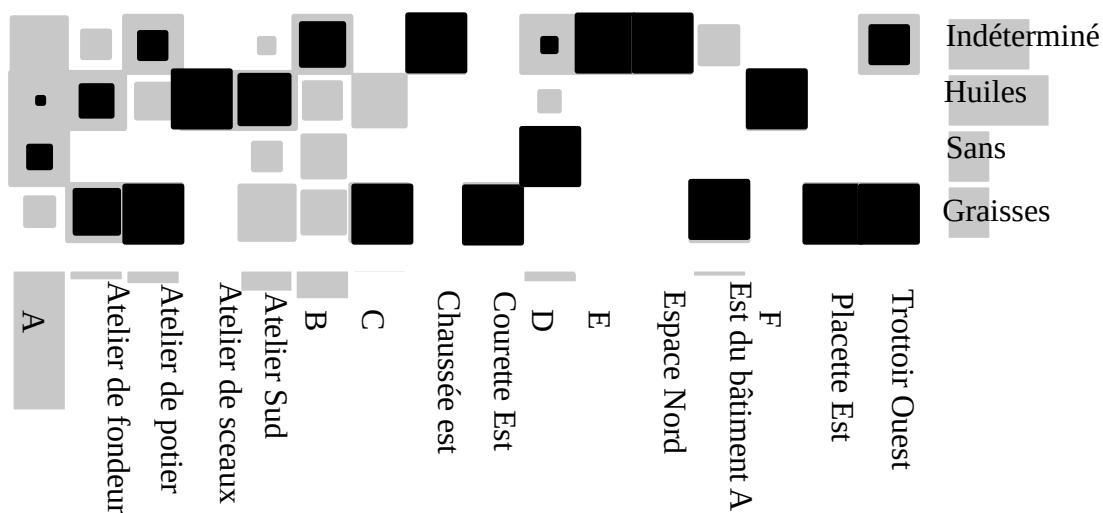 Indéterminé
Huiles
Sans
Graisses
A
Atelier de fondeur
Atelier de potier
Atelier de sceaux
Atelier Sud
B
C
Chaussée est
Courette Est
D
E
Espace Nord
Est du bâtiment A
F
Placette Est
Trottoir Ouest